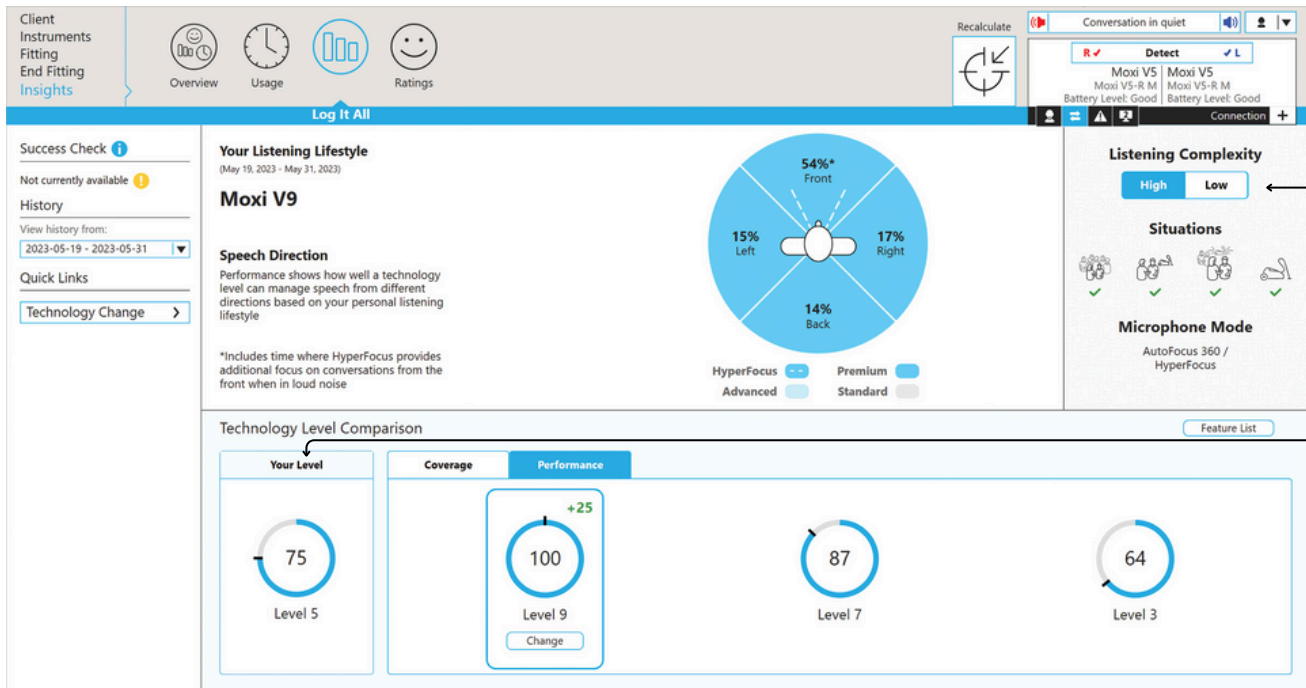 Client
Instruments
Fitting
End Fitting
Insights
Overview
Usage
Ratings
Log It All
Recalculate
Conversation in quiet
R Detect L
Moxi V5 Moxi V5
Moxi V5-R M Moxi V5-R M
Battery Level: Good Battery Level: Good
Connection +
Success Check
Not currently available
History
View history from:
2023-05-19 - 2023-05-31
Quick Links
Technology Change
Your Listening Lifestyle
(May 19, 2023 - May 31, 2023)
Moxi V9
Speech Direction
Performance shows how well a technology
level can manage speech from different
directions based on your personal listening
lifestyle
*Includes time where HyperFocus provides
additional focus on conversations from the
front when in loud noise
54%*
Front
15%
Left
17%
Right
14%
Back
HyperFocus Premium
Advanced Standard
Listening Complexity
High Low
Situations
Microphone Mode
AutoFocus 360 /
HyperFocus
Technology Level Comparison
Feature List
Your Level
Coverage Performance
75
Level 5
+25
100
Level 9
Change
87
Level 7
64
Level 3